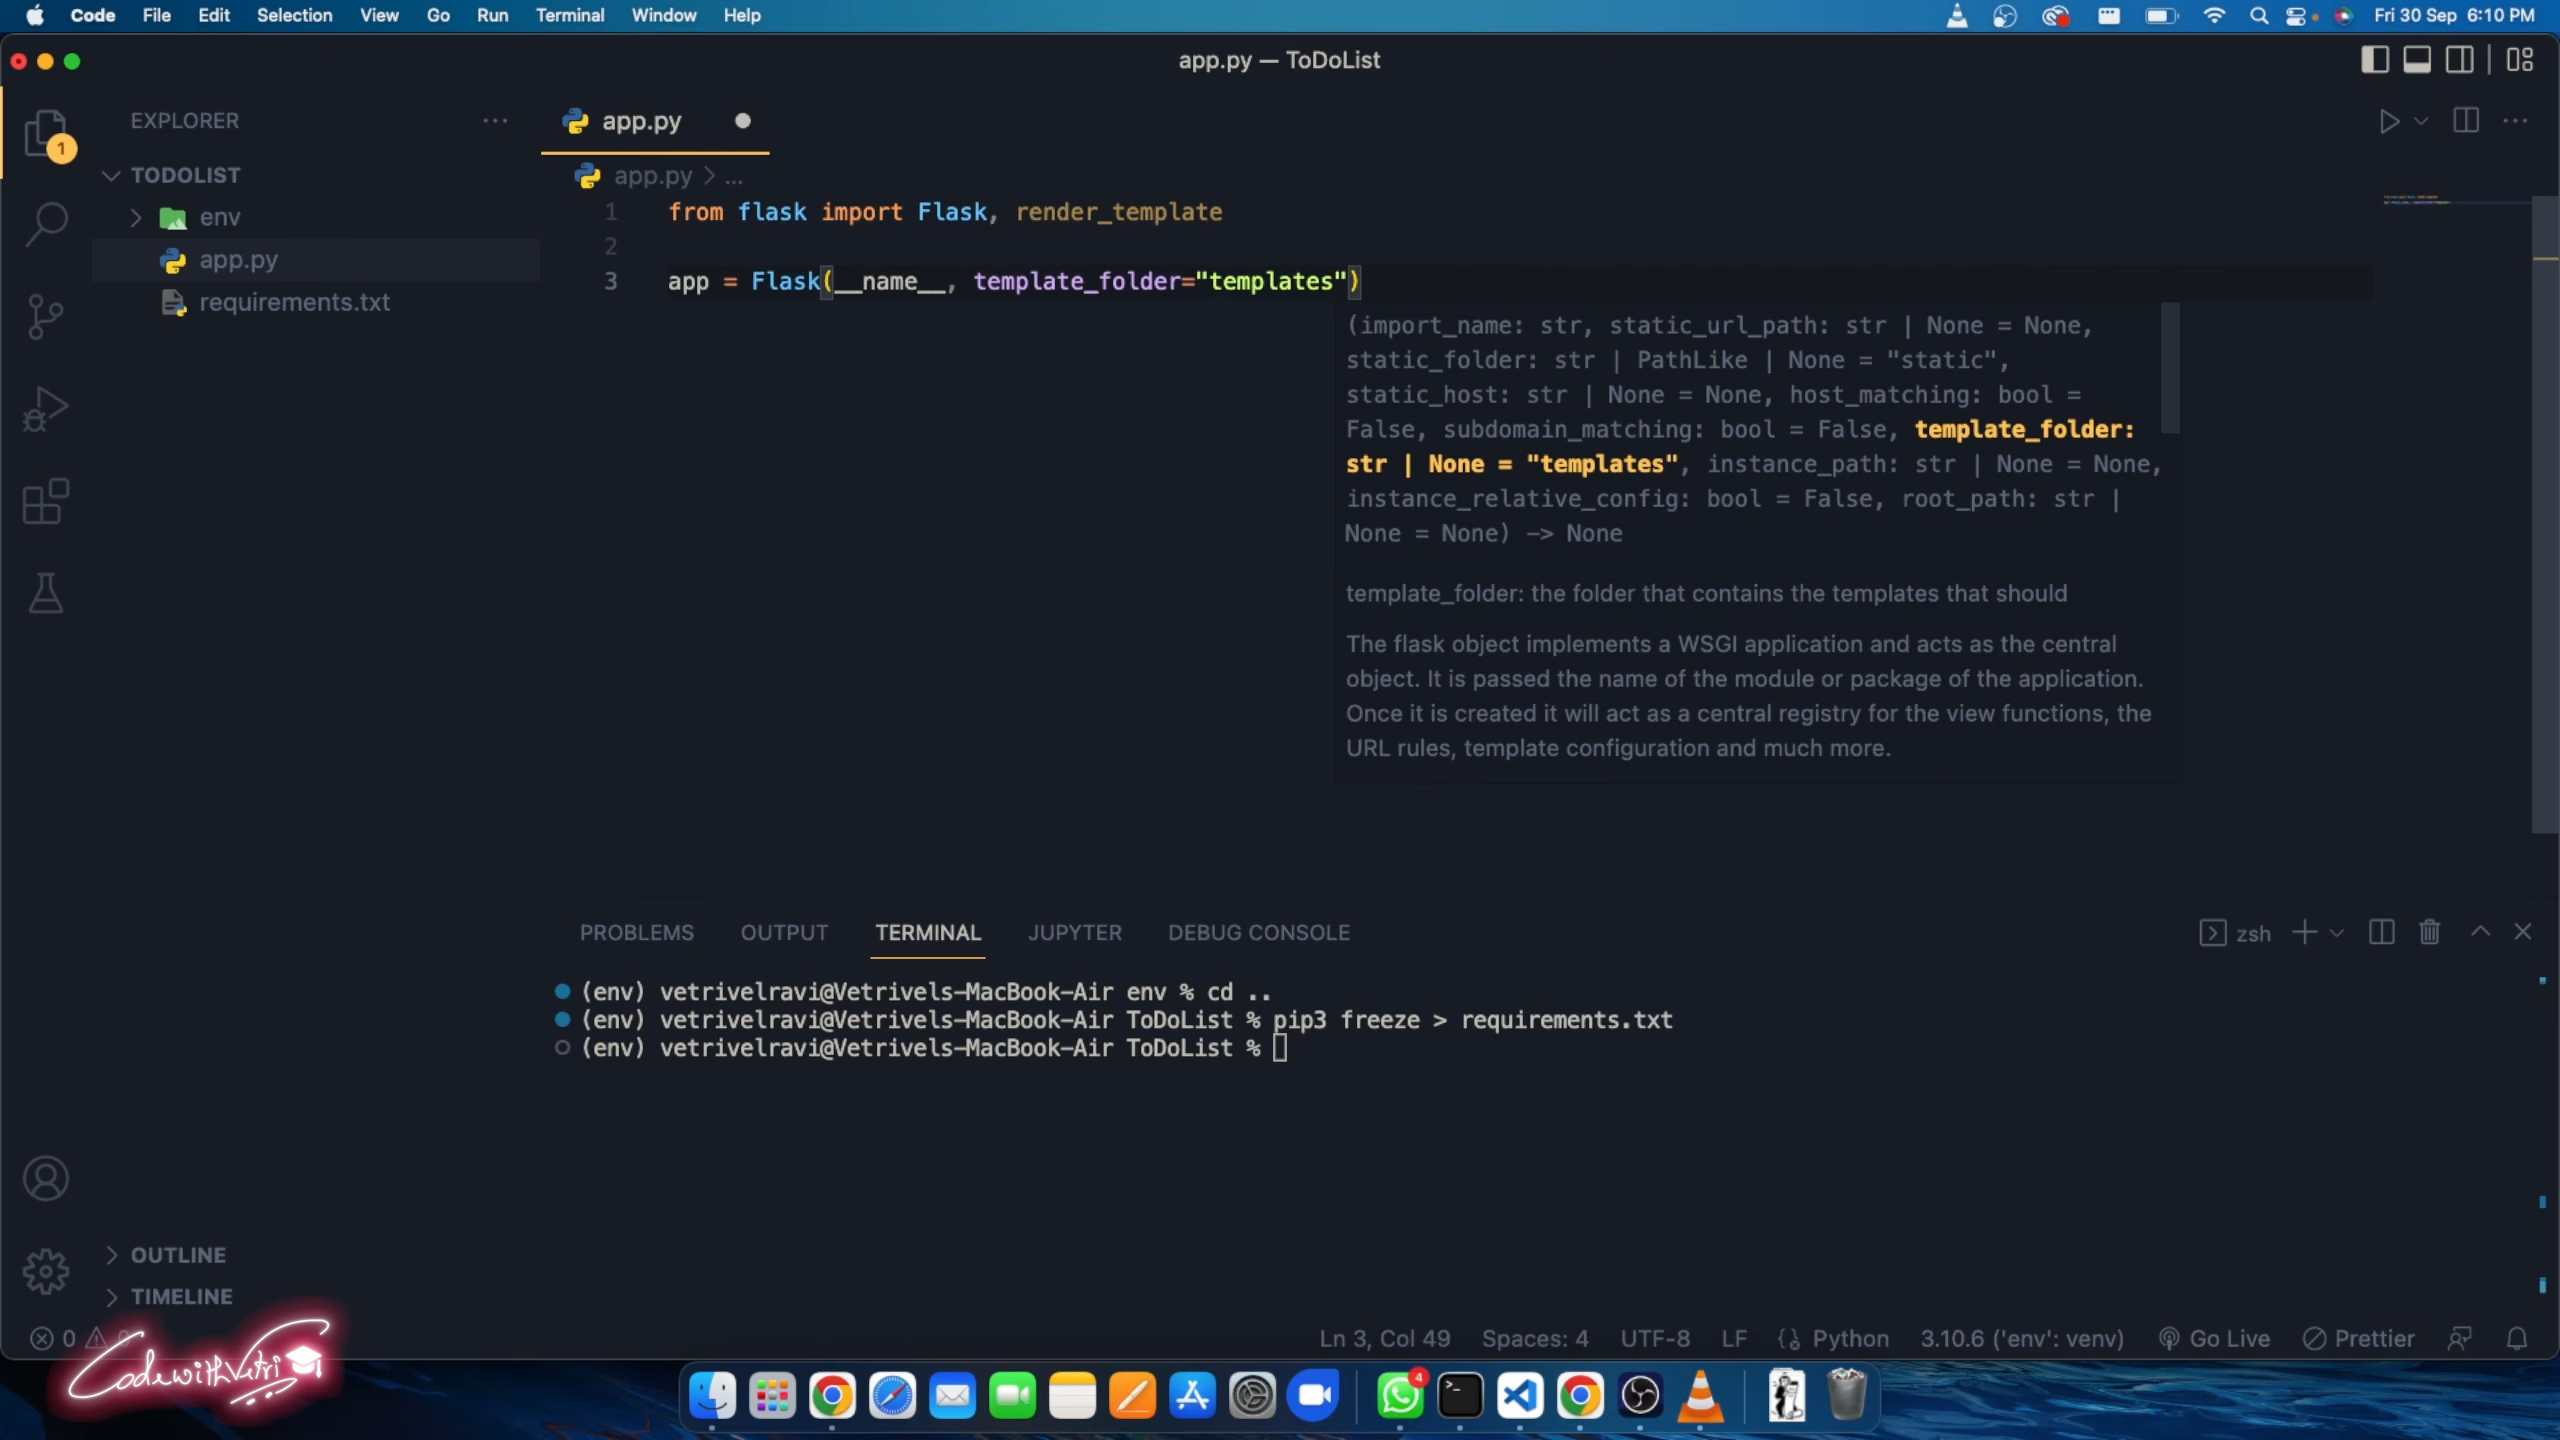 Code File Edit Selection View Go Run Terminal Window Help
Fri 30 Sep 6:10 PM
app.py — ToDoList
EXPLORER
1
TODOLIST
env
app.py
requirements.txt
app.py
app.py > ...
1 from flask import Flask, render_template
2
3 app = Flask(__name__, template_folder="templates")
(import_name: str, static_url_path: str | None = None,
static_folder: str | PathLike | None = "static",
static_host: str | None = None, host_matching: bool =
False, subdomain_matching: bool = False, template_folder:
str | None = "templates", instance_path: str | None = None,
instance_relative_config: bool = False, root_path: str |
None = None) -> None
template_folder: the folder that contains the templates that should
The flask object implements a WSGI application and acts as the central
object. It is passed the name of the module or package of the application.
Once it is created it will act as a central registry for the view functions, the
URL rules, template configuration and much more.
PROBLEMS OUTPUT TERMINAL JUPYTER DEBUG CONSOLE
zsh
(env) vetrivelravi@Vetrivels-MacBook-Air env % cd ..
(env) vetrivelravi@Vetrivels-MacBook-Air ToDoList % pip3 freeze > requirements.txt
(env) vetrivelravi@Vetrivels-MacBook-Air ToDoList %
OUTLINE
TIMELINE
0
Ln 3, Col 49 Spaces: 4 UTF-8 LF Python 3.10.6 ('env': venv) Go Live Prettier
CodewithVetri
4